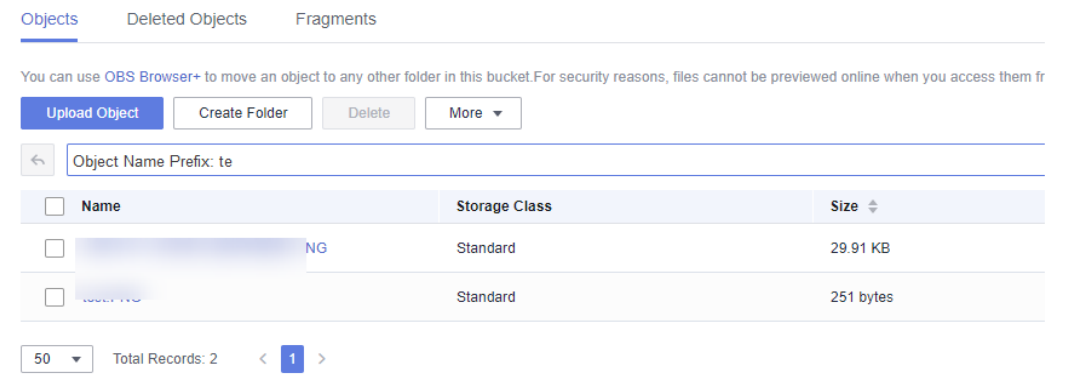 Objects Deleted Objects Fragments
You can use OBS Browser+ to move an object to any other folder in this bucket.For security reasons, files cannot be previewed online when you access them fr
Upload Object Create Folder Delete More
Object Name Prefix: te
Name Storage Class Size
NG Standard 29.91 KB
Standard 251 bytes
50 Total Records: 2 < 1 >